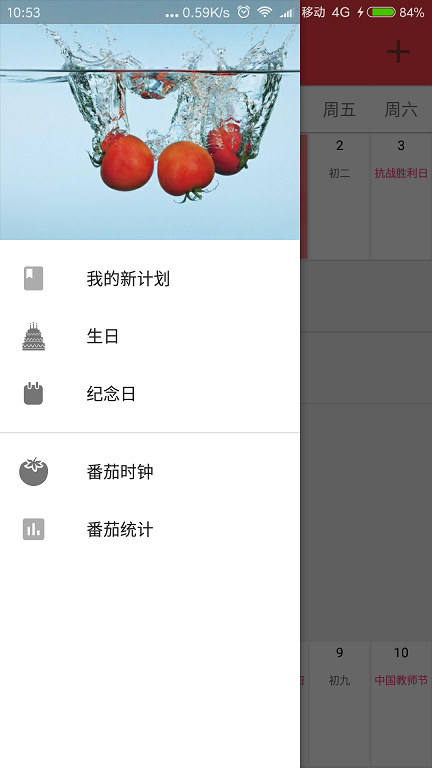 10:53 ... 0.59K/s 移动 4G 84%
周五 周六
2 3
初二 抗战胜利日
我的新计划
生日
纪念日
番茄时钟
番茄统计
9 10
日 初九 中国教师节